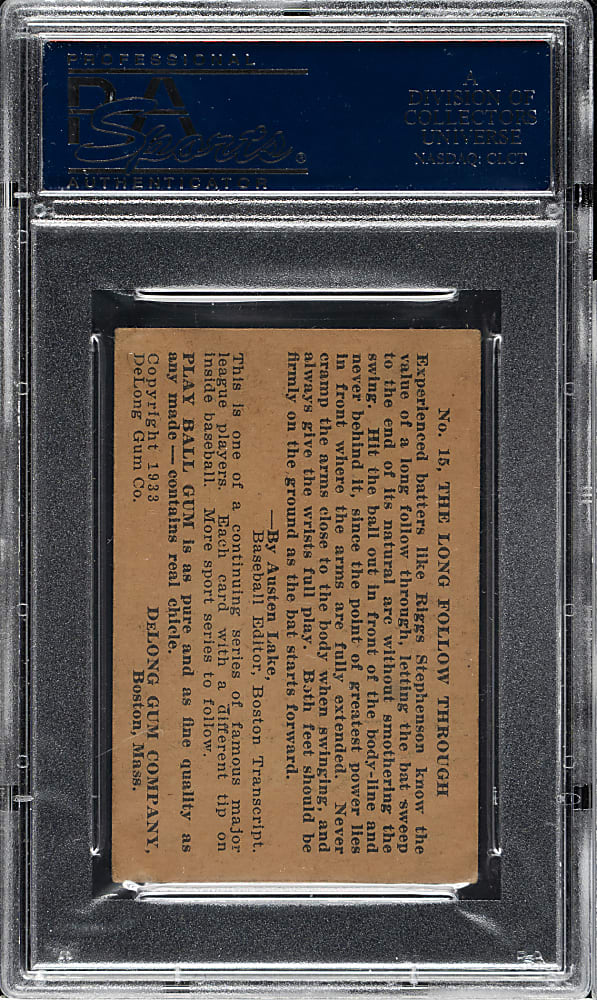 PROFESSIONAL
PSA
Sports®
AUTHENTICATOR
A
DIVISION OF
COLLECTORS
UNIVERSE
NASDAQ: CLCT
No. 15, THE LONG FOLLOW THROUGH
Experienced batters like Riggs Stephenson know the
value of a long follow through, letting the bat sweep
to the end of its natural arc without smothering the
swing. Hit the ball out in front of the body-line and
never behind it, since the point of greatest power lies
in front where the arms are fully extended. Never
cramp the arms close to the body when swinging, and
always give the wrists full play. Both feet should be
firmly on the ground as the bat starts forward.
—By Austen Lake,
Baseball Editor, Boston Transcript.
This is one of a continuing series of famous major
league players. Each card with a different tip on
inside baseball. More sport series to follow.
PLAY BALL GUM is as pure and as fine quality as
any made — contains real chicle.
DeLONG GUM COMPANY,
Boston, Mass.
Copyright 1933
DeLong Gum Co.
PSA